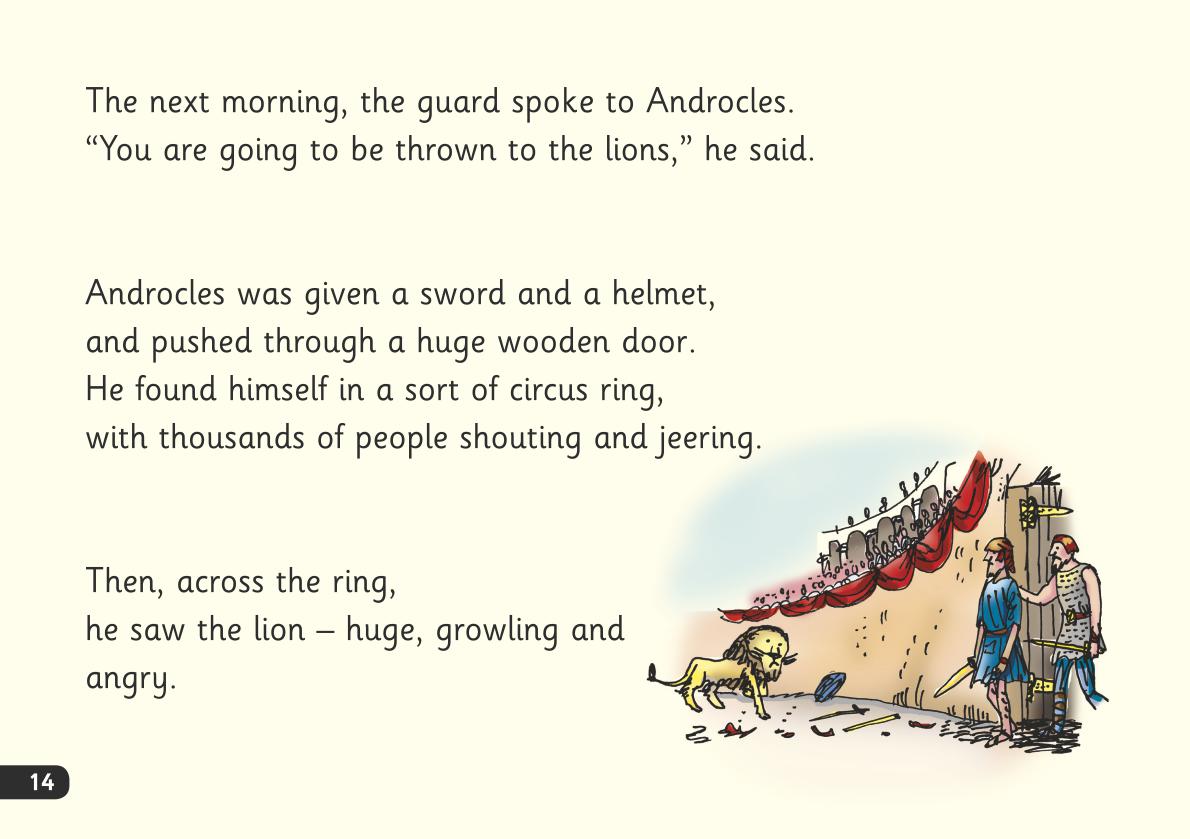 The next morning, the guard spoke to Androcles.
“You are going to be thrown to the lions,” he said.
Androcles was given a sword and a helmet,
and pushed through a huge wooden door.
He found himself in a sort of circus ring,
with thousands of people shouting and jeering.
Then, across the ring,
he saw the lion – huge, growling and
angry.
14